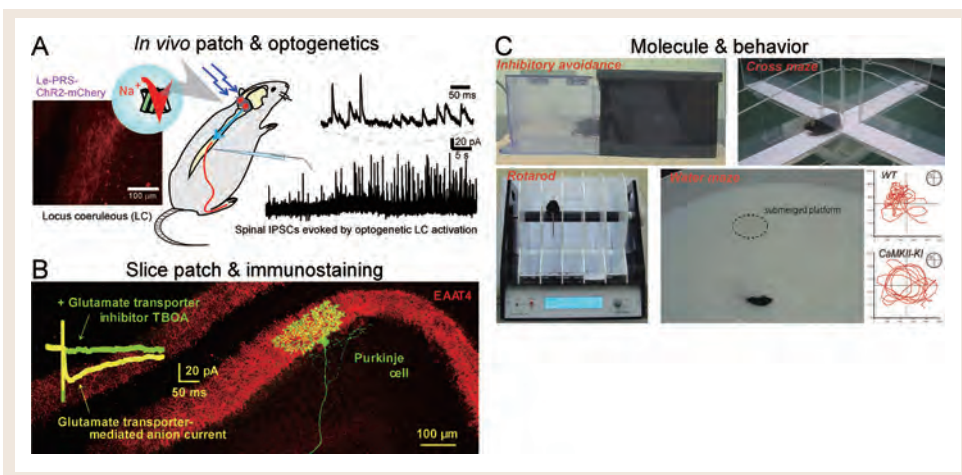 A
In vivo patch & optogenetics
Le-PRS-
ChR2-mCherry
Na+
50 ms
20 pA
5 s
100 µm
Locus coeruleous (LC)
Spinal IPSCs evoked by optogenetic LC activation
B
Slice patch & immunostaining
+ Glutamate transporter
inhibitor TBOA
EAAT4
Purkinje
cell
20 pA
50 ms
Glutamate transporter-
mediated anion current
100 µm
C
Molecule & behavior
Inhibitory avoidance
Cross maze
Rotarod
Water maze
submerged platform
WT
CaMKII-KI